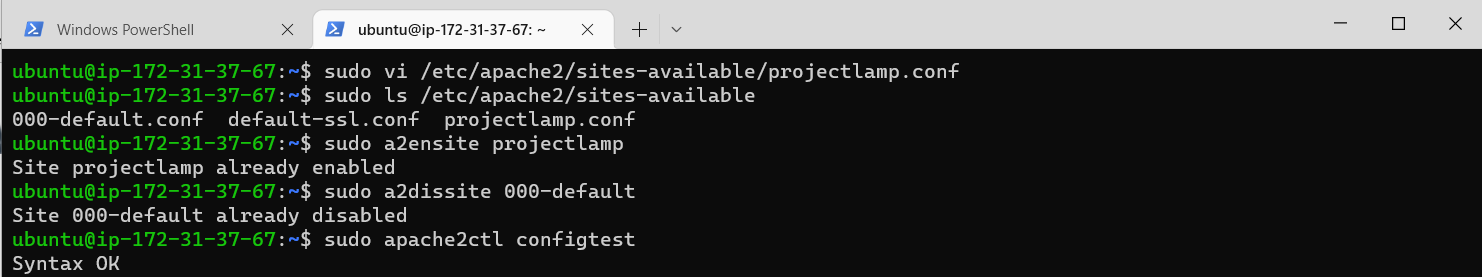 Windows PowerShell
ubuntu@ip-172-31-37-67: ~
ubuntu@ip-172-31-37-67:~$ sudo vi /etc/apache2/sites-available/projectlamp.conf
ubuntu@ip-172-31-37-67:~$ sudo ls /etc/apache2/sites-available
000-default.conf  default-ssl.conf  projectlamp.conf
ubuntu@ip-172-31-37-67:~$ sudo a2ensite projectlamp
Site projectlamp already enabled
ubuntu@ip-172-31-37-67:~$ sudo a2dissite 000-default
Site 000-default already disabled
ubuntu@ip-172-31-37-67:~$ sudo apache2ctl configtest
Syntax OK